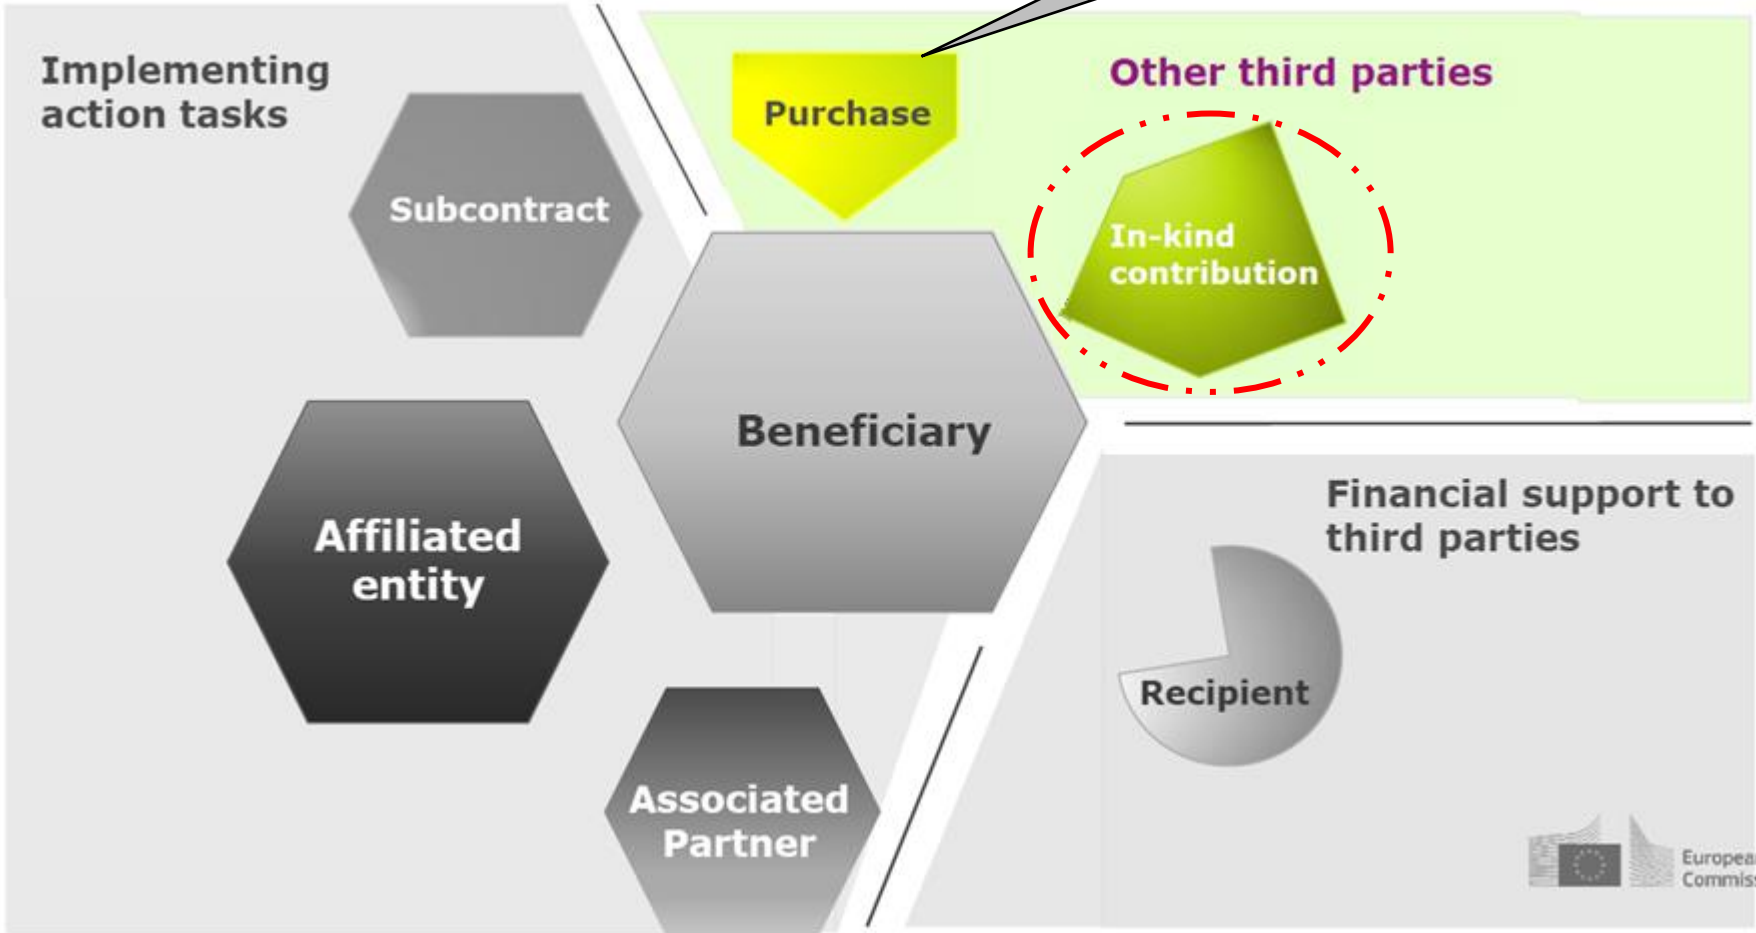 Implementing
action tasks
Subcontract
Affiliated
entity
Associated
Partner
Beneficiary
Purchase
Other third parties
In-kind
contribution
Financial support to
third parties
Recipient